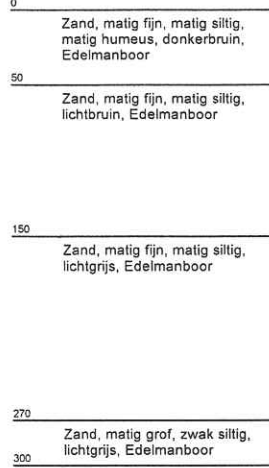 0
Zand, matig fijn, matig siltig,
matig humeus, donkerbruin,
Edelmanboor
50
Zand, matig fijn, matig siltig,
lichtbruin, Edelmanboor
150
Zand, matig fijn, matig siltig,
lichtgrijs, Edelmanboor
270
Zand, matig grof, zwak siltig,
lichtgrijs, Edelmanboor
300